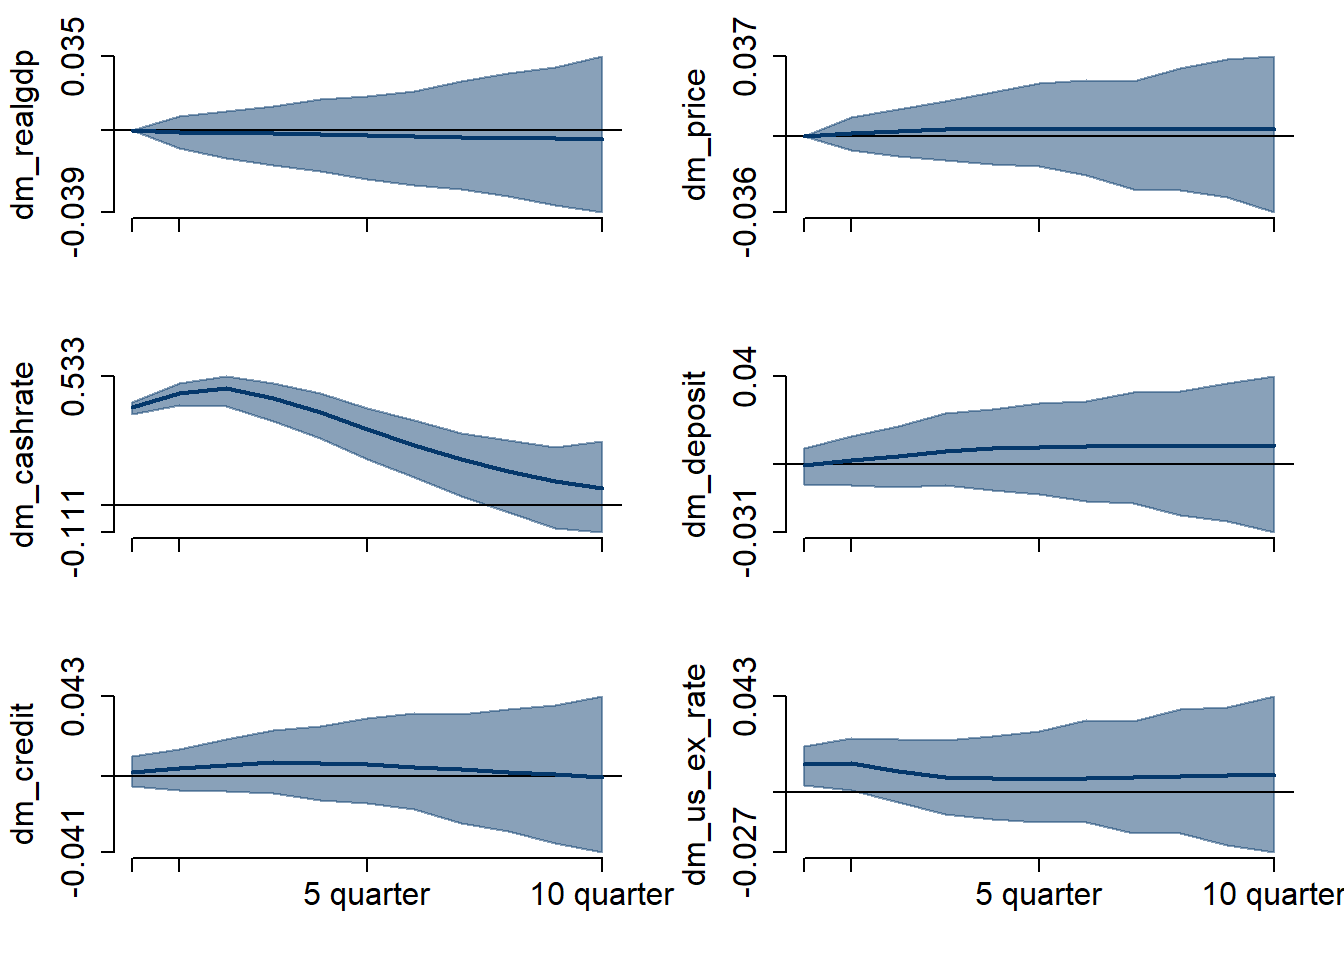 dm_realgdp
0.035
-0.039
dm_price
0.037
-0.036
dm_cashrate
0.533
-0.111
dm_deposit
0.04
-0.031
dm_credit
0.043
-0.041
5 quarter
10 quarter
dm_us_ex_rate
0.043
-0.027
5 quarter
10 quarter